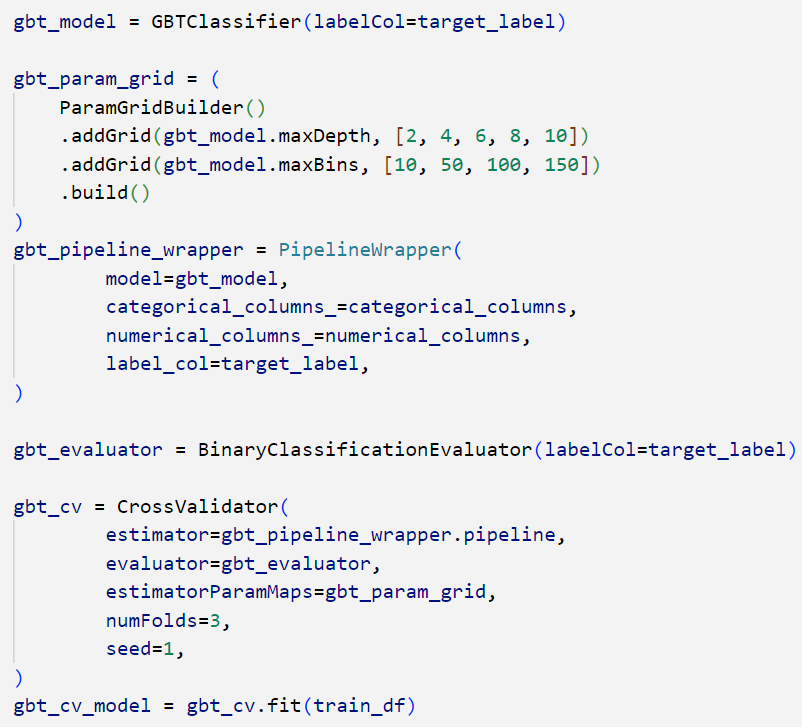 gbt_model = GBTClassifier(labelCol=target_label)

gbt_param_grid = (
    ParamGridBuilder()
    .addGrid(gbt_model.maxDepth, [2, 4, 6, 8, 10])
    .addGrid(gbt_model.maxBins, [10, 50, 100, 150])
    .build()
)
gbt_pipeline_wrapper = PipelineWrapper(
        model=gbt_model,
        categorical_columns_=categorical_columns,
        numerical_columns_=numerical_columns,
        label_col=target_label,
)

gbt_evaluator = BinaryClassificationEvaluator(labelCol=target_label)

gbt_cv = CrossValidator(
        estimator=gbt_pipeline_wrapper.pipeline,
        evaluator=gbt_evaluator,
        estimatorParamMaps=gbt_param_grid,
        numFolds=3,
        seed=1,
)
gbt_cv_model = gbt_cv.fit(train_df)